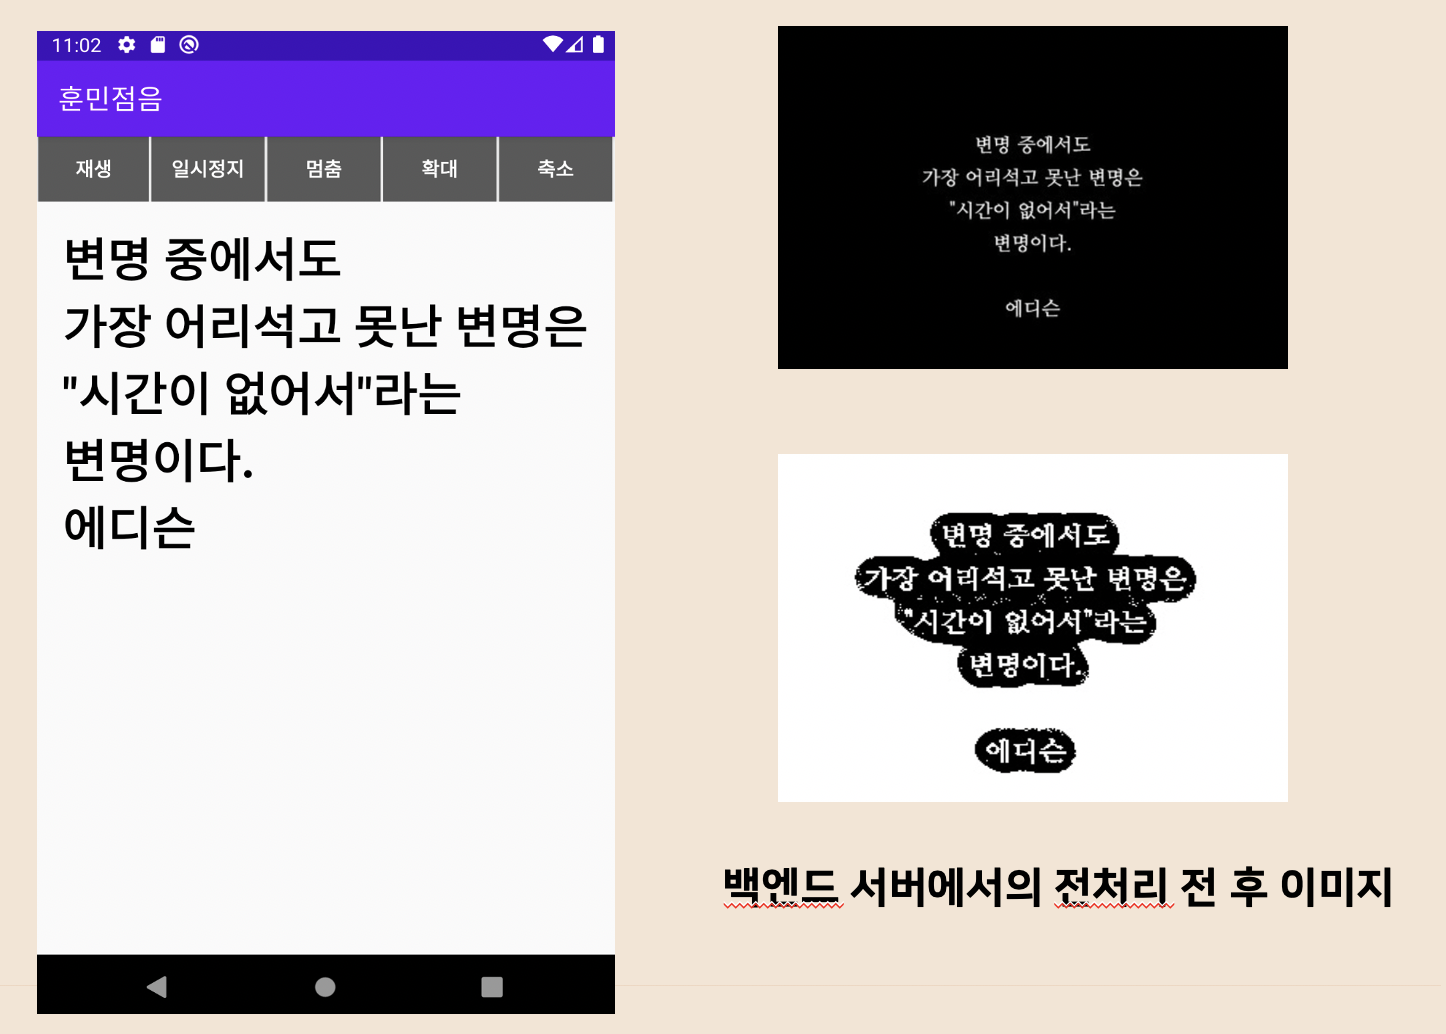 11:02
훈민점음
재생 일시정지 멈춤 확대 축소
변명 중에서도
가장 어리석고 못난 변명은
"시간이 없어서"라는
변명이다.
에디슨
변명 중에서도
가장 어리석고 못난 변명은
"시간이 없어서"라는
변명이다.
에디슨
변명 중에서도
가장 어리석고 못난 변명은
"시간이 없어서"라는
변명이다.
에디슨
백엔드 서버에서의 전처리 전 후 이미지